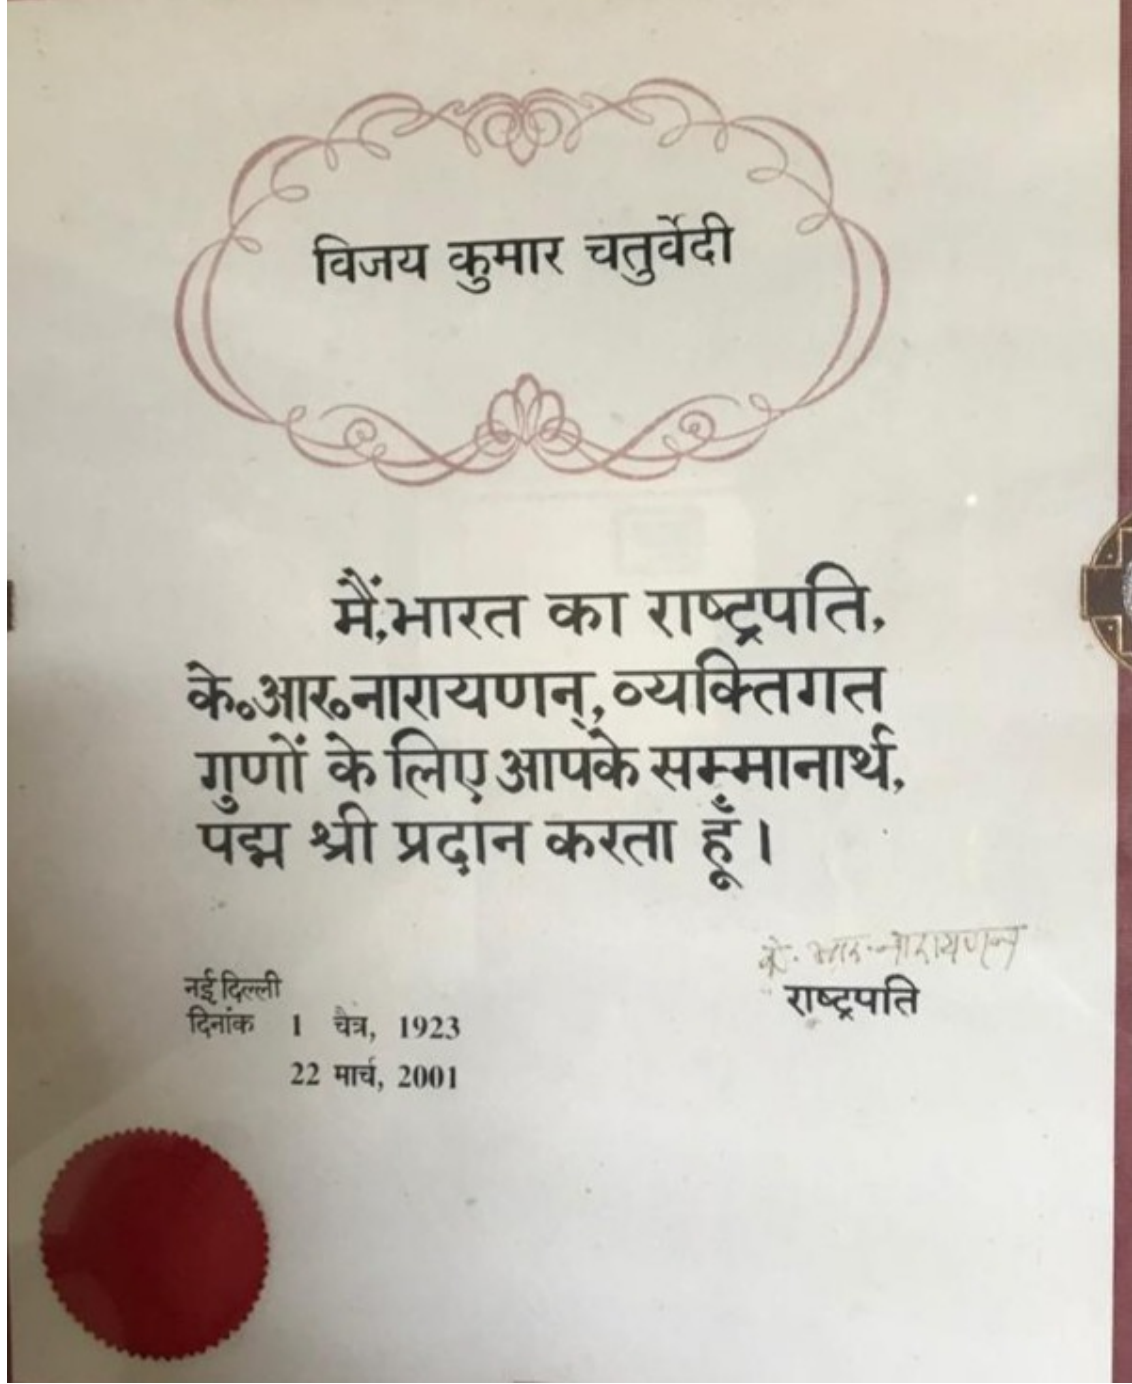 विजय कुमार चतुर्वेदी
मैं,भारत का राष्ट्रपति,
के॰आर॰नारायणन्,व्यक्तिगत
गुणों के लिए आपके सम्मानार्थ,
पद्म श्री प्रदान करता हूँ।
के. आर. नारायणन
राष्ट्रपति
नई दिल्ली
दिनांक 1 चैत्र, 1923
22 मार्च, 2001